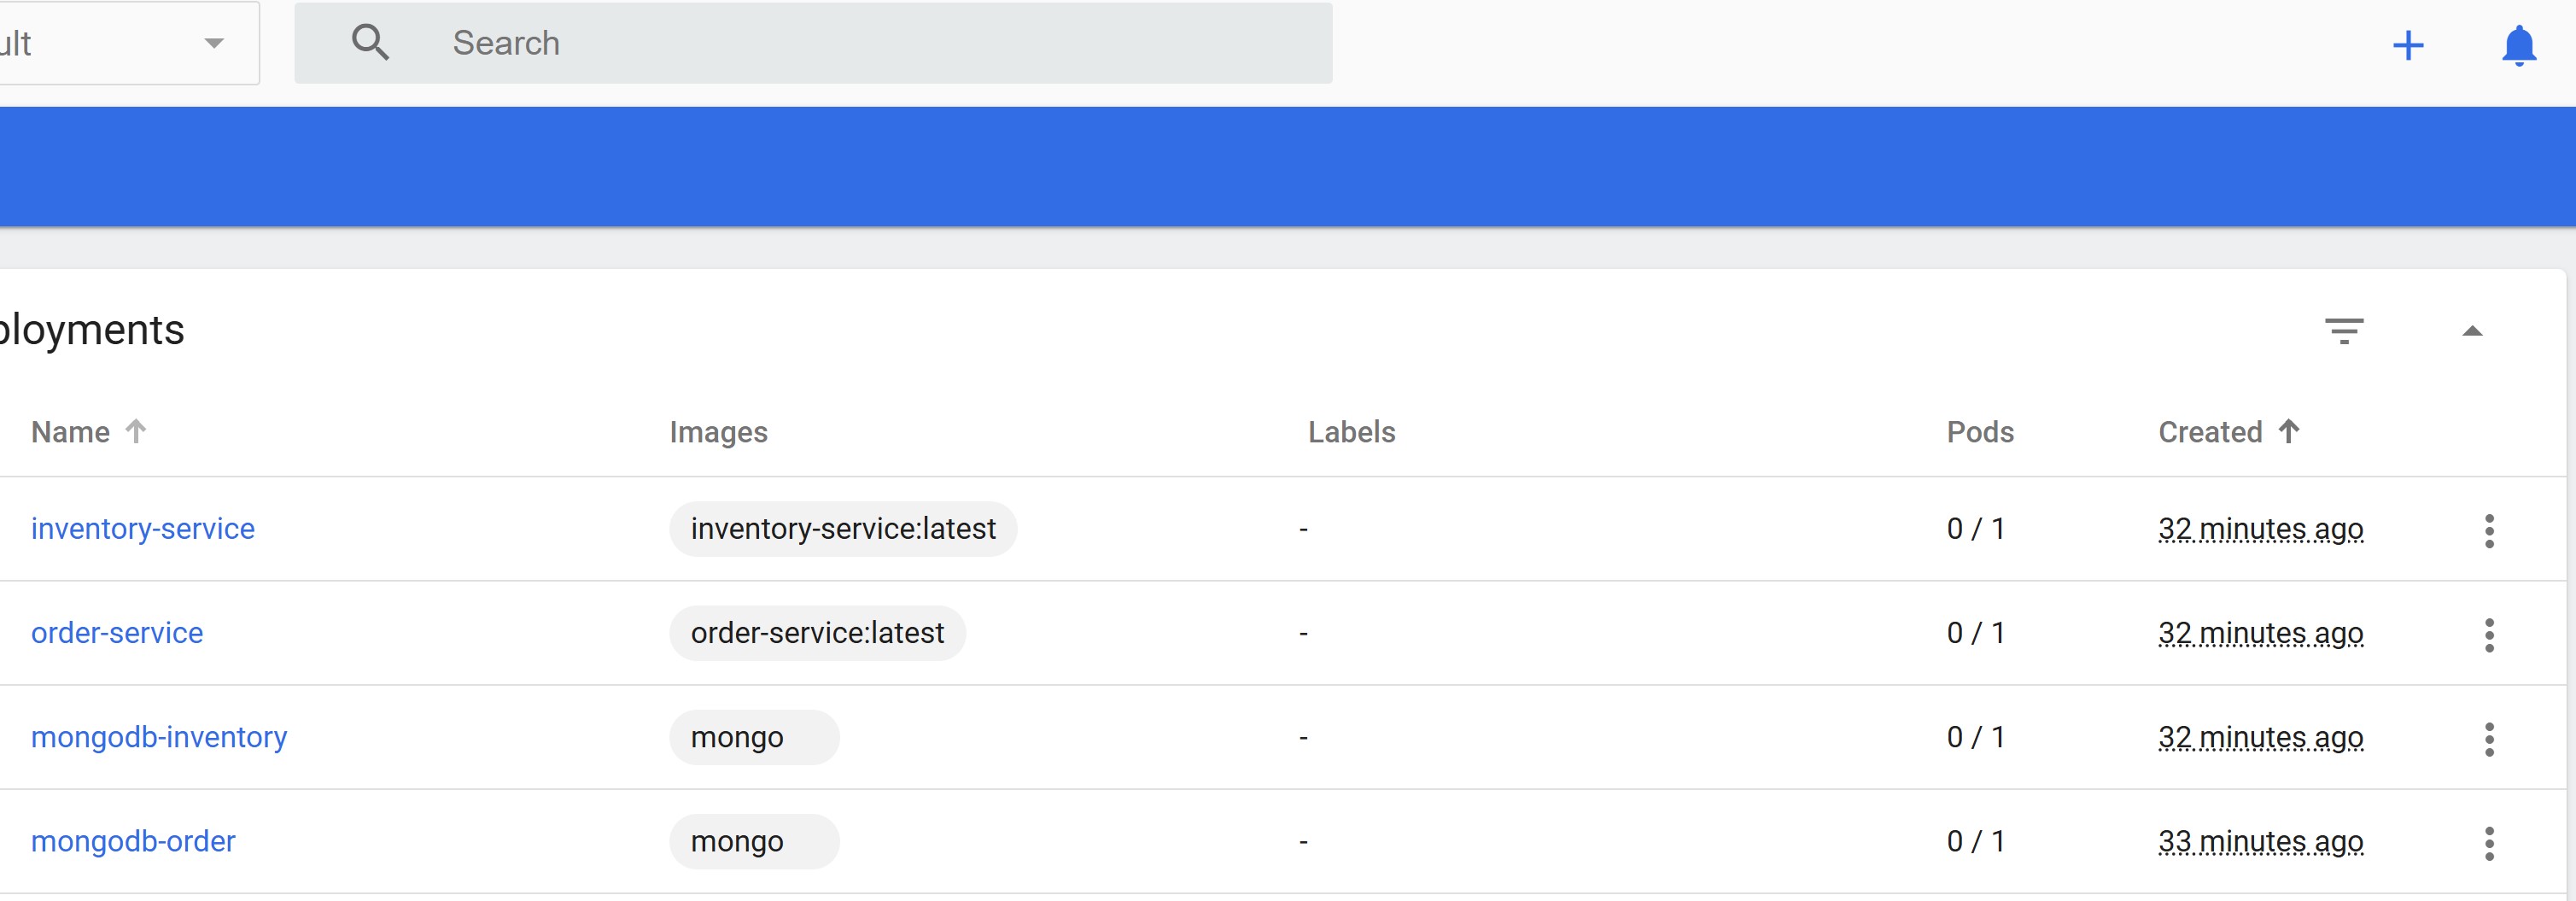 ult Search
ployments
Name Images Labels Pods Created
inventory-service inventory-service:latest - 0 / 1 32 minutes ago
order-service order-service:latest - 0 / 1 32 minutes ago
mongodb-inventory mongo - 0 / 1 32 minutes ago
mongodb-order mongo - 0 / 1 33 minutes ago